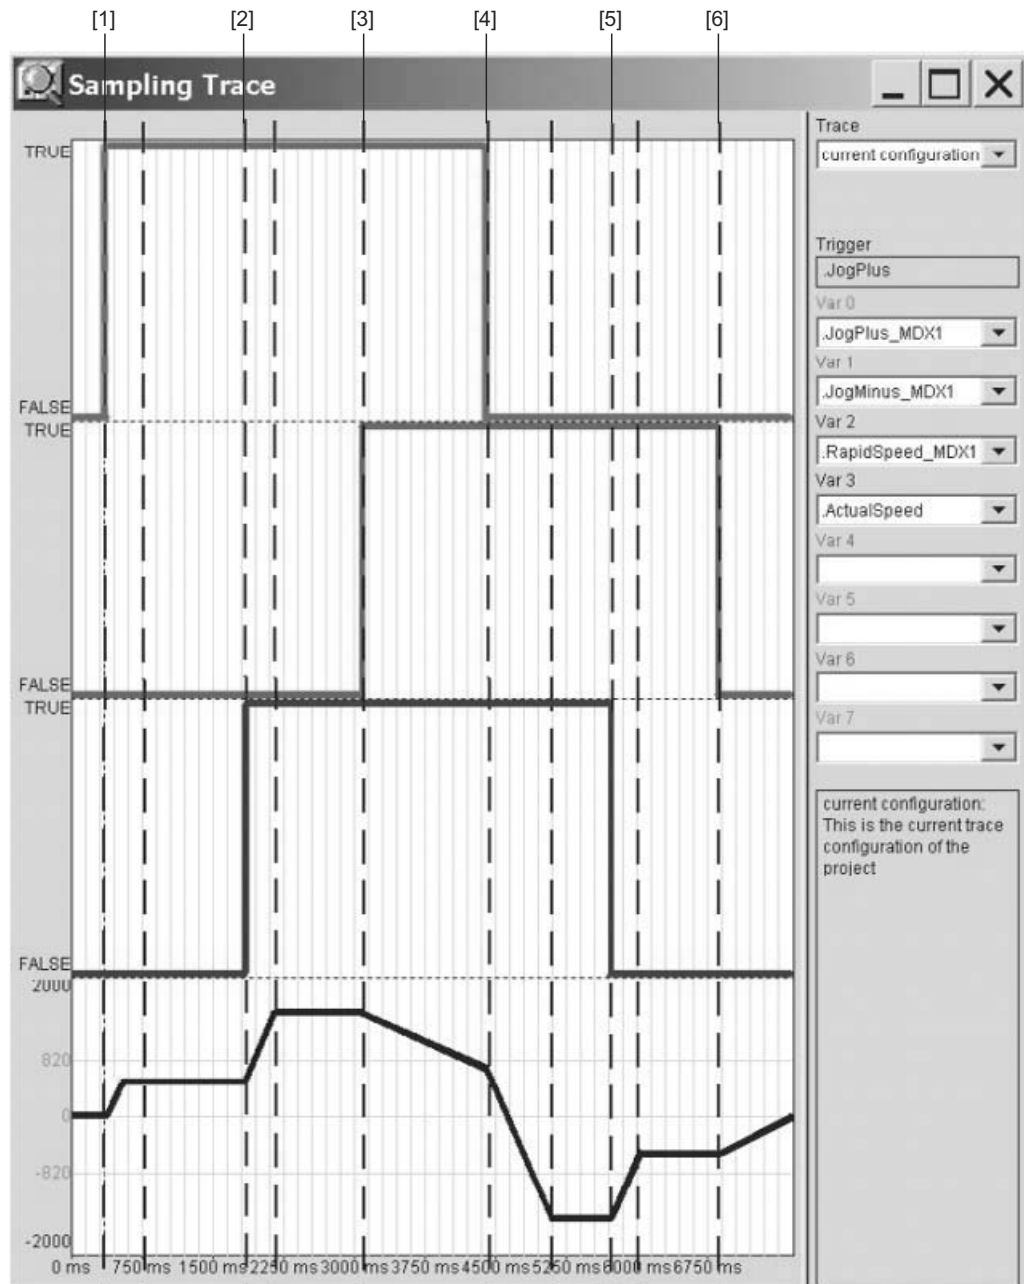 [1] [2] [3] [4] [5] [6]
Sampling Trace
TRUE
FALSE
TRUE
FALSE
TRUE
FALSE
2000
820
0
-820
-2000
0 ms 750 ms 1500 ms 2250 ms 3000 ms 3750 ms 4500 ms 5250 ms 6000 ms 6750 ms
Trace
current configuration
Trigger
.JogPlus
Var 0
.JogPlus_MDX1
Var 1
.JogMinus_MDX1
Var 2
.RapidSpeed_MDX1
Var 3
.ActualSpeed
Var 4
Var 5
Var 6
Var 7
current configuration:
This is the current trace
configuration of the
project